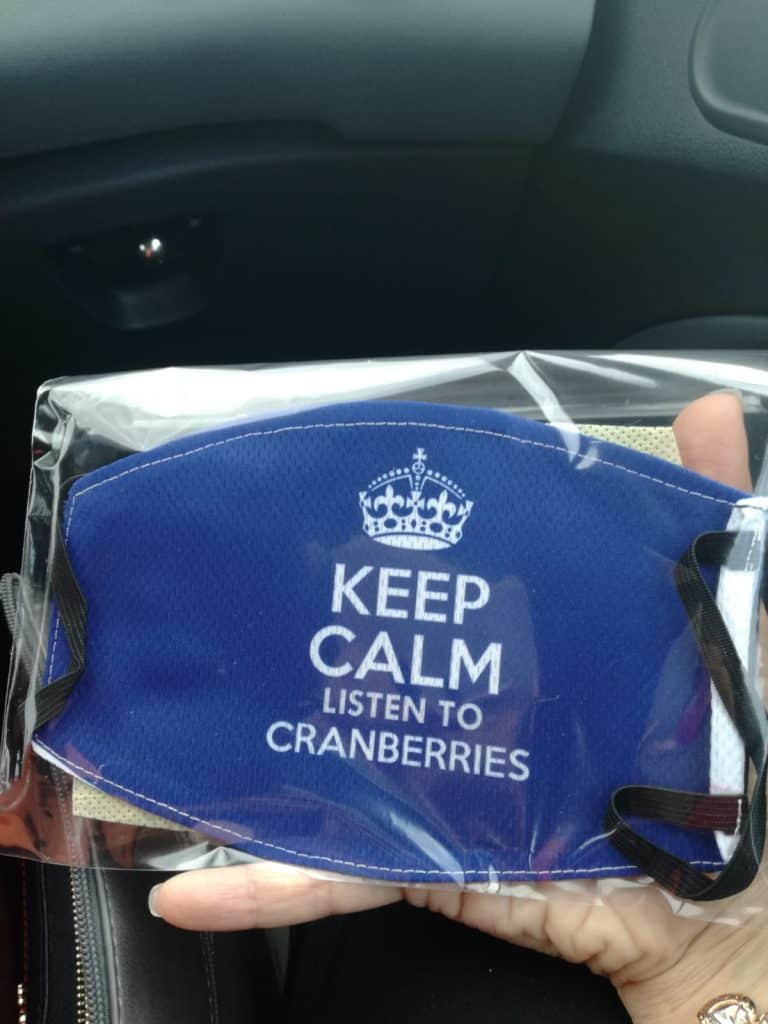 KEEP
CALM
LISTEN TO
CRANBERRIES